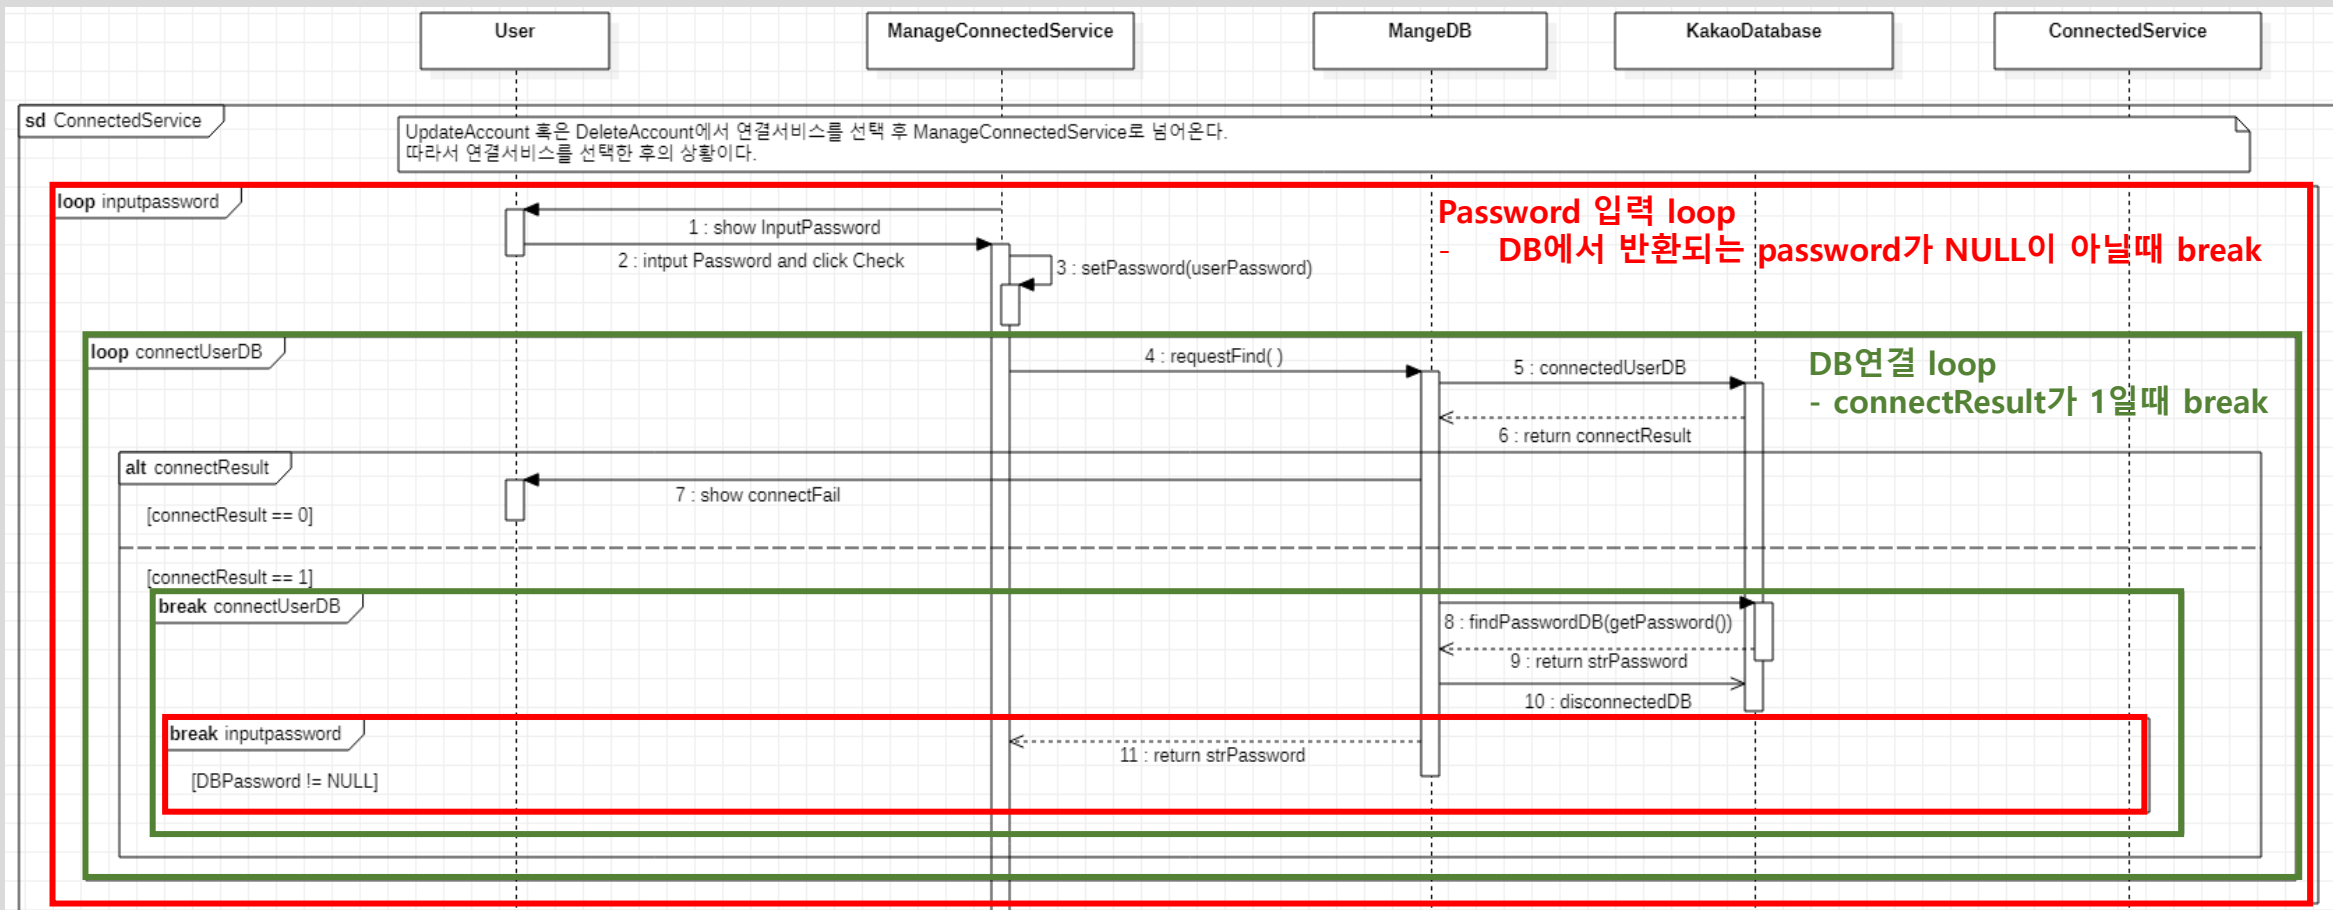 User
ManageConnectedService
MangeDB
KakaoDatabase
ConnectedService
sd ConnectedService
UpdateAccount 혹은 DeleteAccount에서 연결서비스를 선택 후 ManageConnectedService로 넘어온다.
따라서 연결서비스를 선택한 후의 상황이다.
loop inputpassword
Password 입력 loop
- DB에서 반환되는 password가 NULL이 아닐때 break
1 : show InputPassword
2 : intput Password and click Check
3 : setPassword(userPassword)
loop connectUserDB
DB연결 loop
- connectResult가 1일때 break
4 : requestFind( )
5 : connectedUserDB
6 : return connectResult
alt connectResult
7 : show connectFail
[connectResult == 0]
[connectResult == 1]
break connectUserDB
8 : findPasswordDB(getPassword())
9 : return strPassword
10 : disconnectedDB
break inputpassword
11 : return strPassword
[DBPassword != NULL]